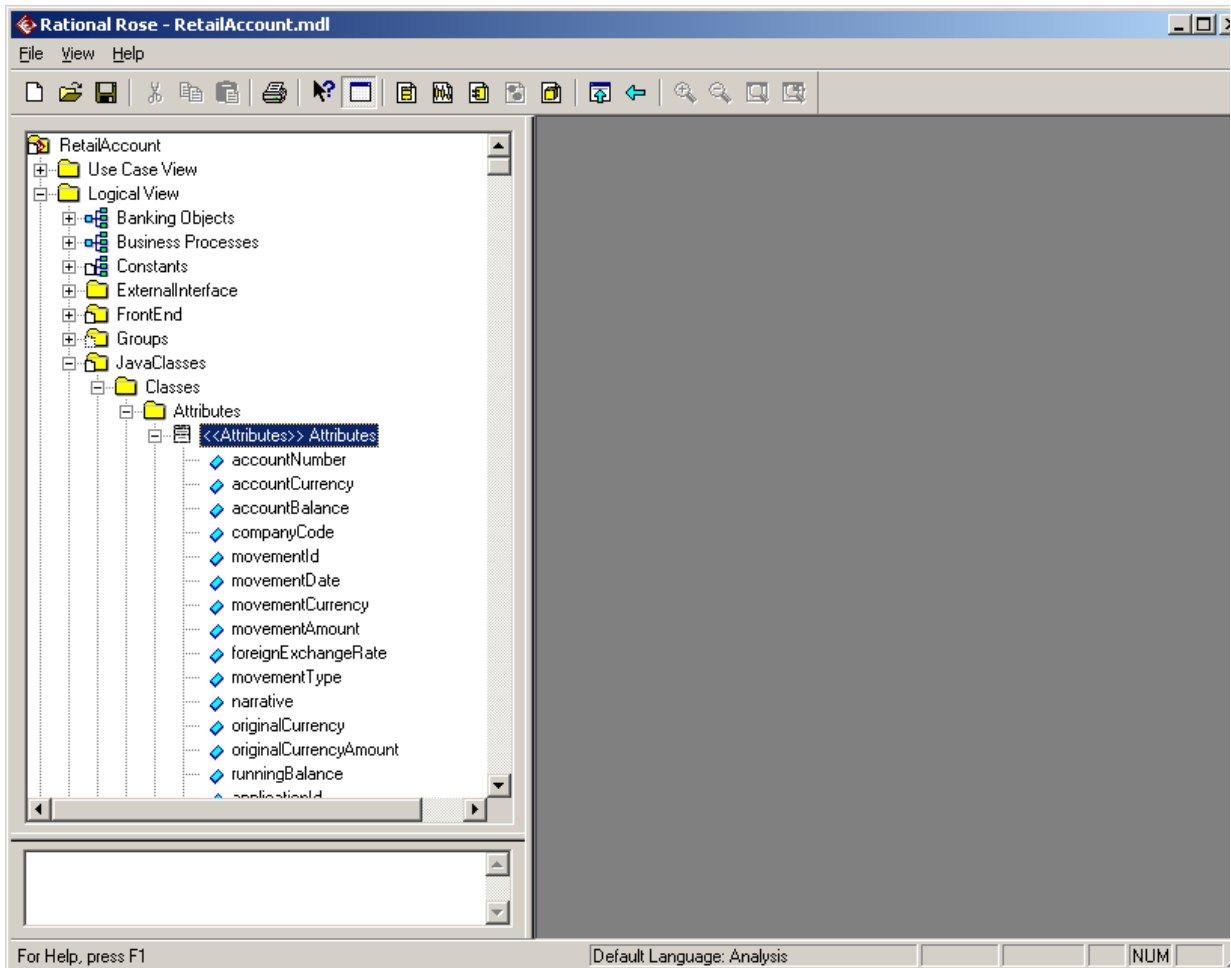 Rational Rose - RetailAccount.mdl
File View Help
RetailAccount
Use Case View
Logical View
Banking Objects
Business Processes
Constants
ExternalInterface
FrontEnd
Groups
JavaClasses
Classes
Attributes
<<Attributes>> Attributes
accountNumber
accountCurrency
accountBalance
companyCode
movementId
movementDate
movementCurrency
movementAmount
foreignExchangeRate
movementType
narrative
originalCurrency
originalCurrencyAmount
runningBalance
applicationId
For Help, press F1 Default Language: Analysis NUM